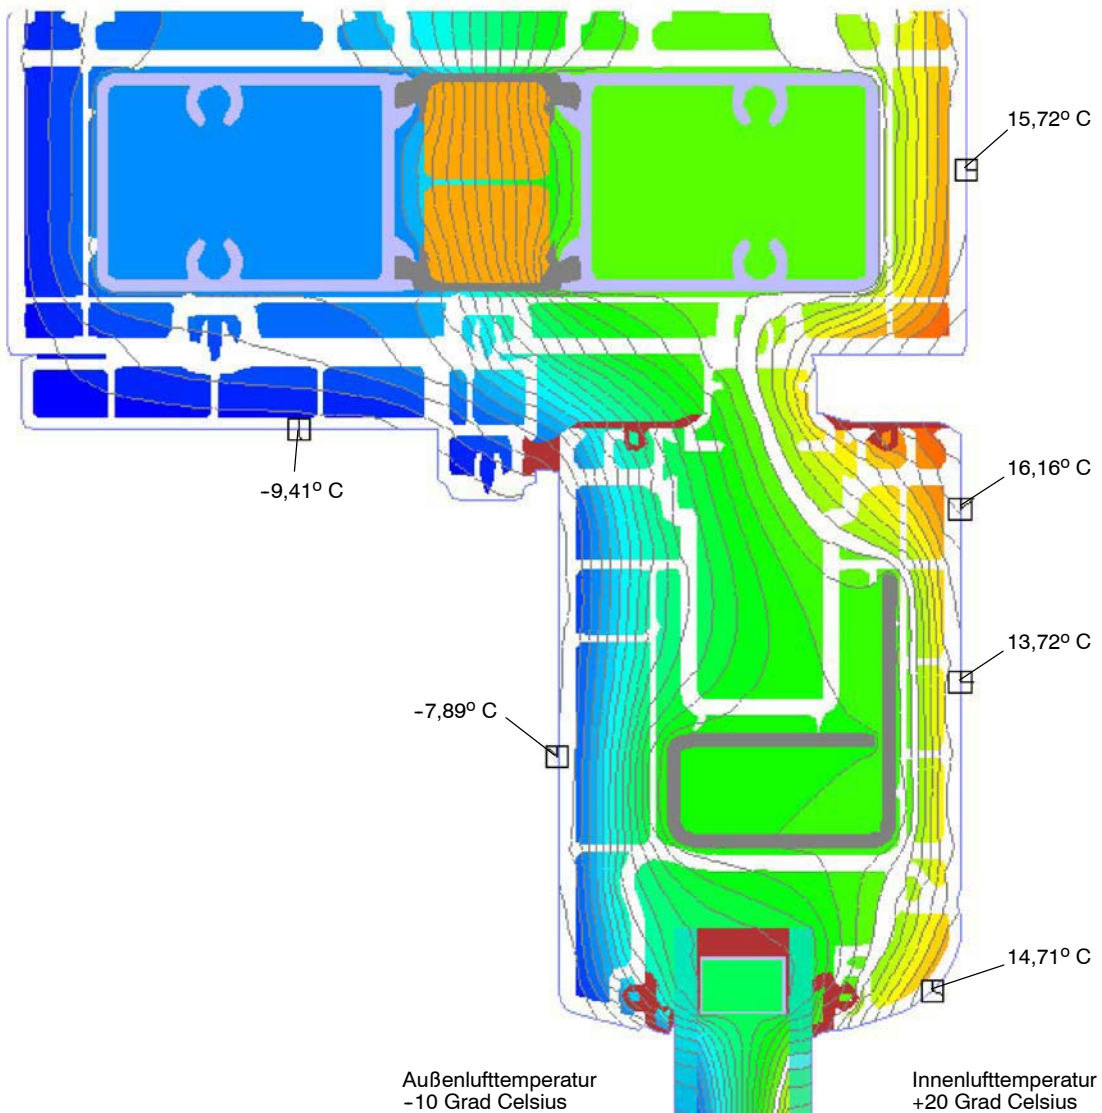 15,72° C
16,16° C
-9,41° C
13,72° C
-7,89° C
14,71° C
Außenlufttemperatur
-10 Grad Celsius
Innenlufttemperatur
+20 Grad Celsius